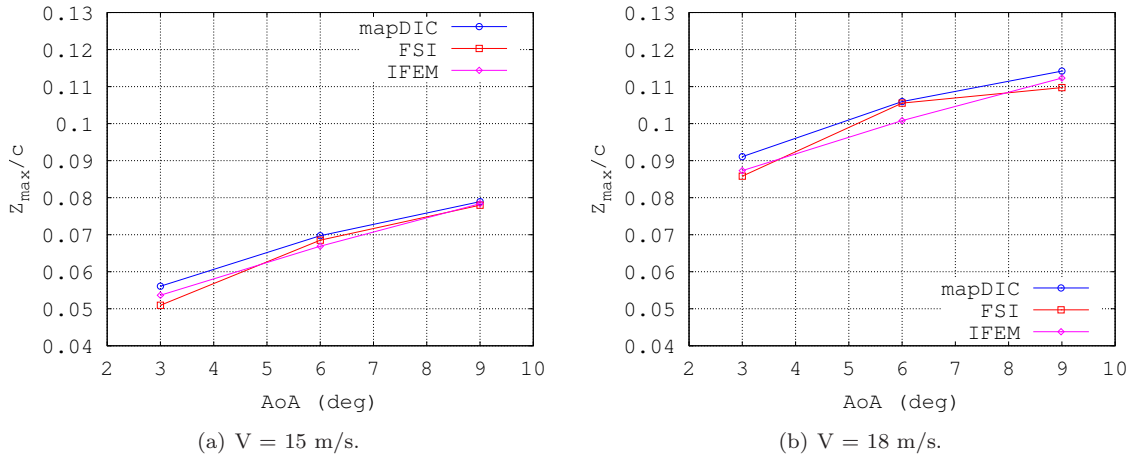 0.13
0.12
0.11
0.1
0.09
0.08
0.07
0.06
0.05
0.04
Zmax/c
mapDIC
FSI
IFEM
2 3 4 5 6 7 8 9 10
AoA (deg)
(a) V = 15 m/s.
0.13
0.12
0.11
0.1
0.09
0.08
0.07
0.06
0.05
0.04
Zmax/c
mapDIC
FSI
IFEM
2 3 4 5 6 7 8 9 10
AoA (deg)
(b) V = 18 m/s.